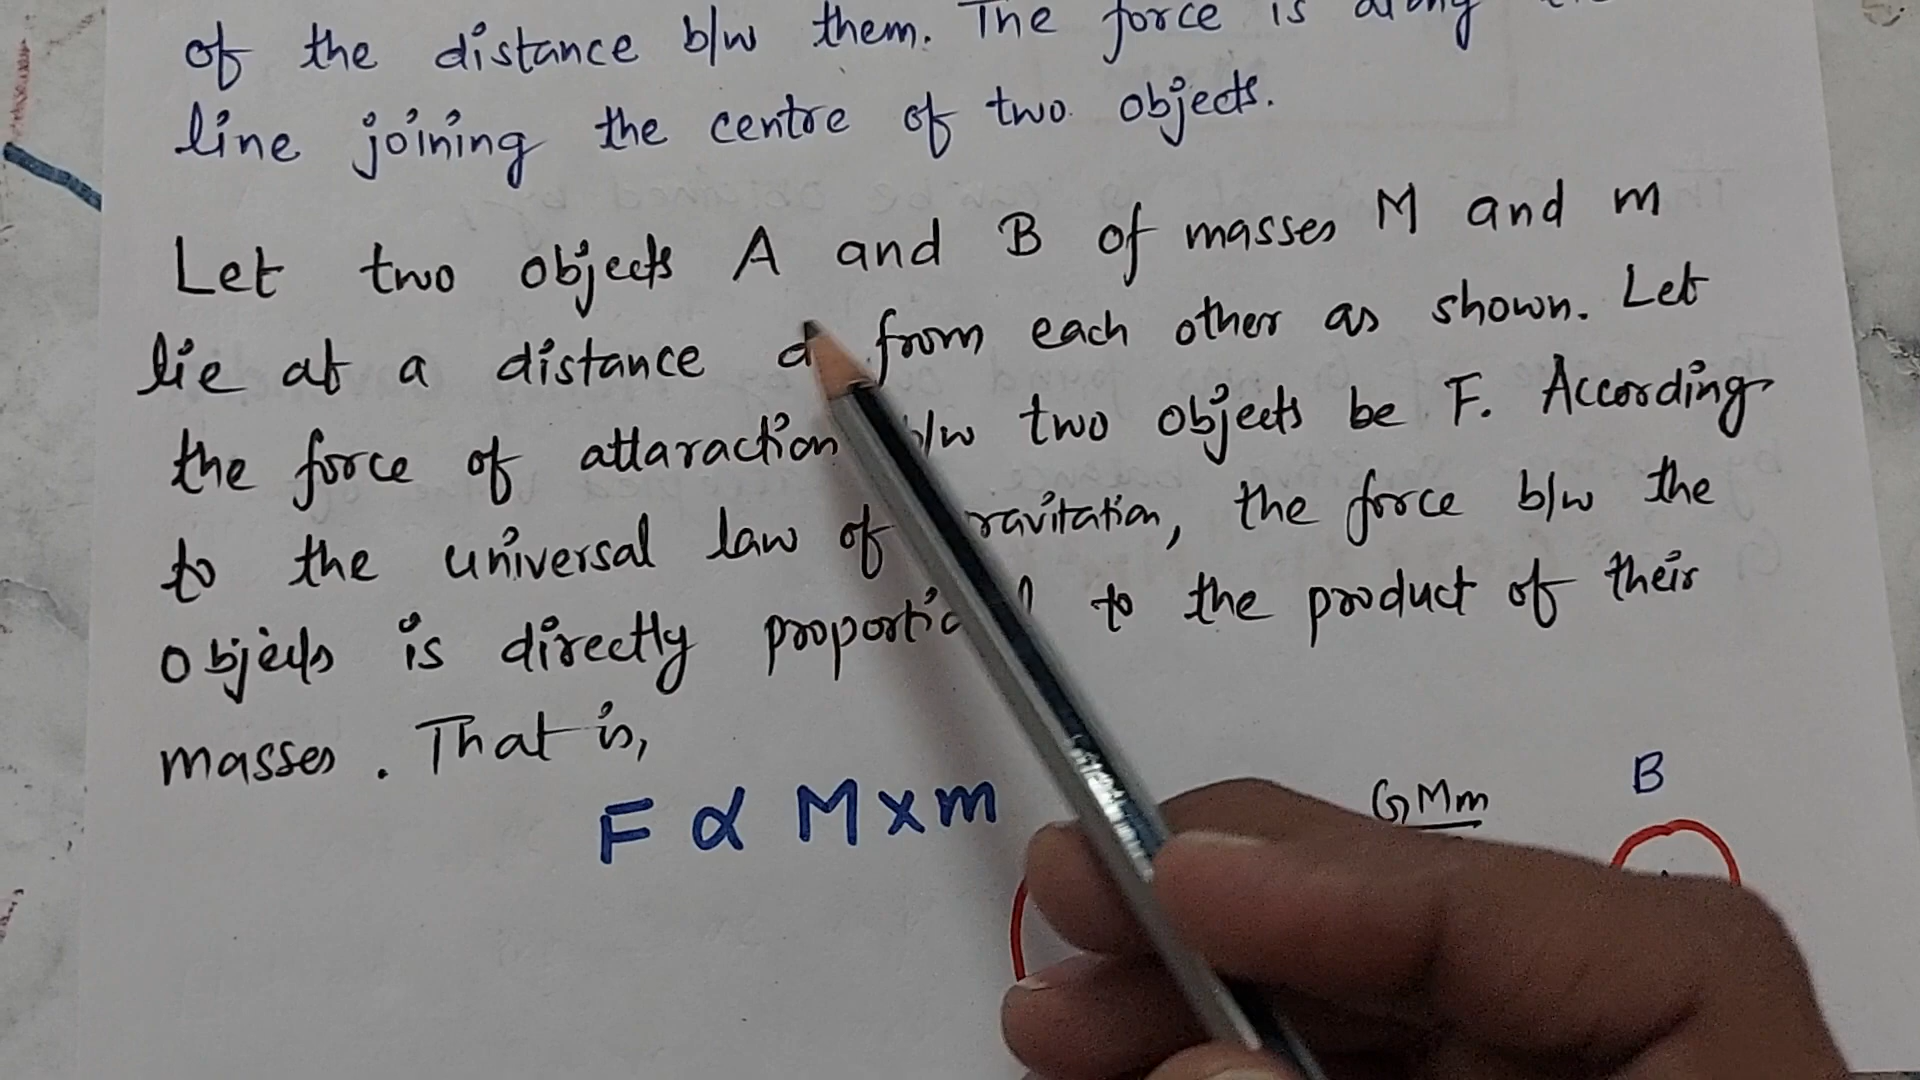 of the distance b/w them. The force is along
line joining the centre of two objects.
Let two objects A and B of masses M and m
lie at a distance d from each other as shown. Let
the force of attaraction b/w two objects be F. According
to the universal law of ravitation, the force b/w the
objects is directly proportional to the product of their
masses. That is,
F ∝ M x m
GMm
B